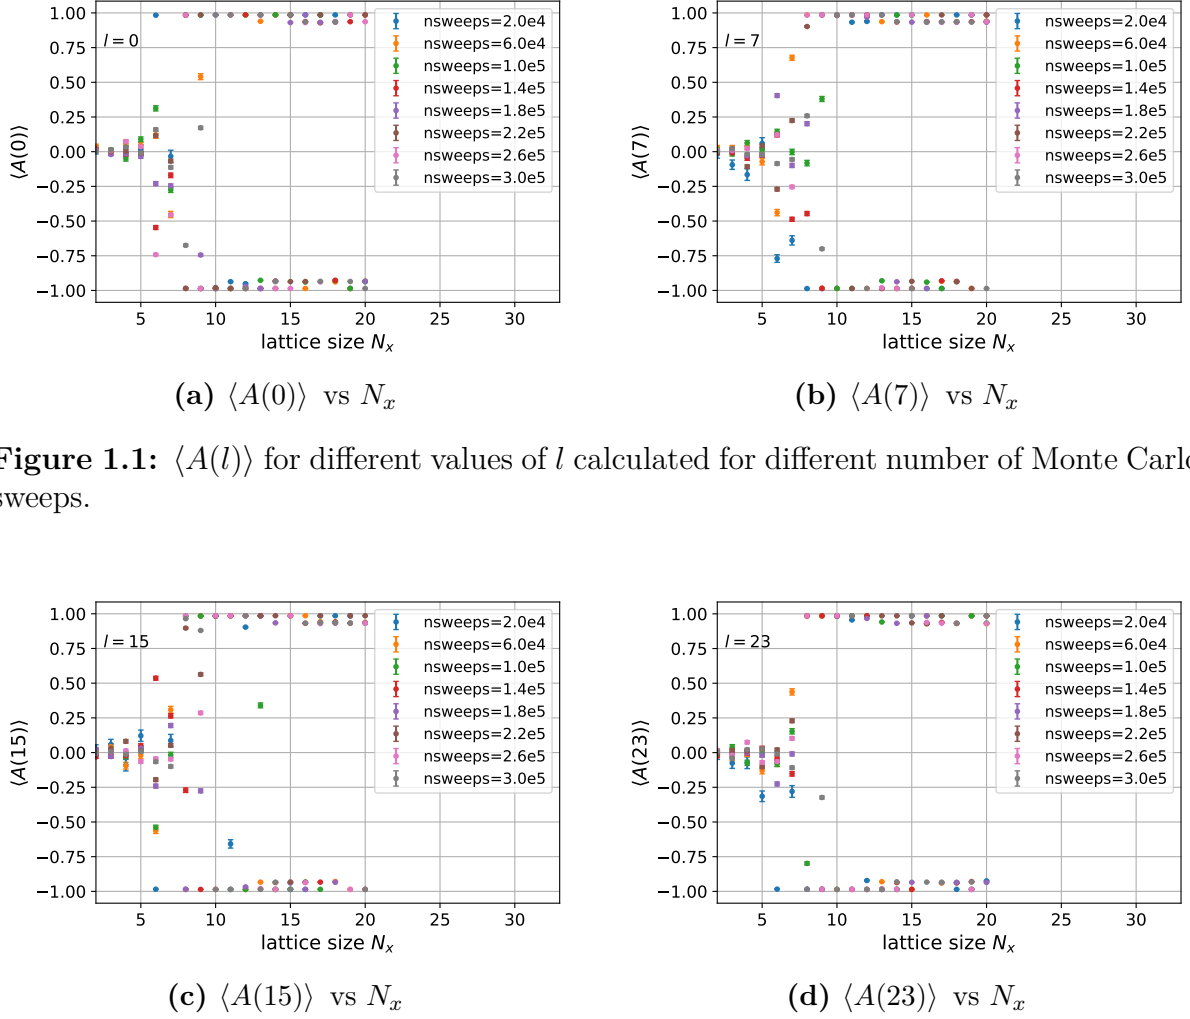 1.00
0.75
0.50
0.25
0.00
−0.25
−0.50
−0.75
−1.00
⟨A(0)⟩
l = 0
nsweeps=2.0e4
nsweeps=6.0e4
nsweeps=1.0e5
nsweeps=1.4e5
nsweeps=1.8e5
nsweeps=2.2e5
nsweeps=2.6e5
nsweeps=3.0e5
5 10 15 20 25 30
lattice size Nₓ
(a) ⟨A(0)⟩ vs Nₓ
1.00
0.75
0.50
0.25
0.00
−0.25
−0.50
−0.75
−1.00
⟨A(7)⟩
l = 7
nsweeps=2.0e4
nsweeps=6.0e4
nsweeps=1.0e5
nsweeps=1.4e5
nsweeps=1.8e5
nsweeps=2.2e5
nsweeps=2.6e5
nsweeps=3.0e5
5 10 15 20 25 30
lattice size Nₓ
(b) ⟨A(7)⟩ vs Nₓ
Figure 1.1: ⟨A(l)⟩ for different values of l calculated for different number of Monte Carlo
sweeps.
1.00
0.75
0.50
0.25
0.00
−0.25
−0.50
−0.75
−1.00
⟨A(15)⟩
l = 15
nsweeps=2.0e4
nsweeps=6.0e4
nsweeps=1.0e5
nsweeps=1.4e5
nsweeps=1.8e5
nsweeps=2.2e5
nsweeps=2.6e5
nsweeps=3.0e5
5 10 15 20 25 30
lattice size Nₓ
(c) ⟨A(15)⟩ vs Nₓ
1.00
0.75
0.50
0.25
0.00
−0.25
−0.50
−0.75
−1.00
⟨A(23)⟩
l = 23
nsweeps=2.0e4
nsweeps=6.0e4
nsweeps=1.0e5
nsweeps=1.4e5
nsweeps=1.8e5
nsweeps=2.2e5
nsweeps=2.6e5
nsweeps=3.0e5
5 10 15 20 25 30
lattice size Nₓ
(d) ⟨A(23)⟩ vs Nₓ